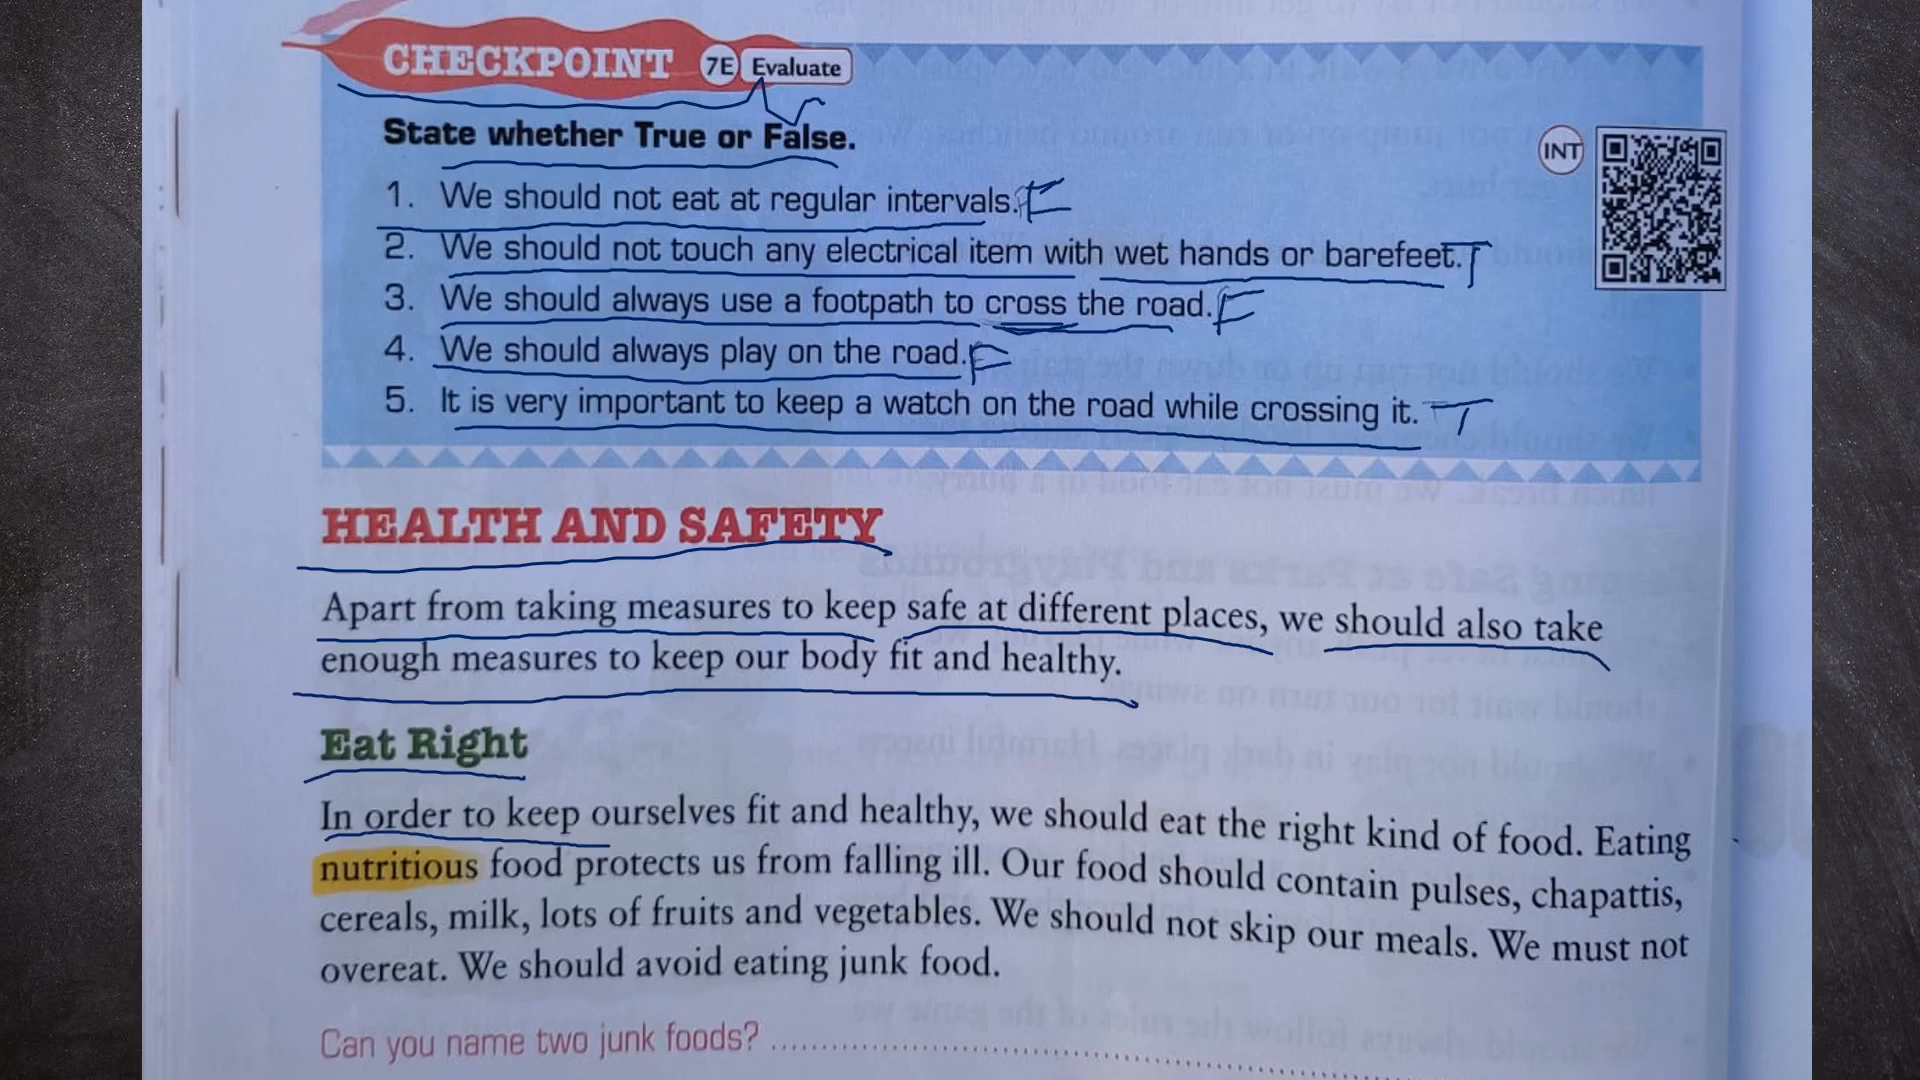 CHECKPOINT 7E Evaluate
State whether True or False.
INT
1. We should not eat at regular intervals. F
2. We should not touch any electrical item with wet hands or barefeet. T
3. We should always use a footpath to cross the road. F
4. We should always play on the road. F
5. It is very important to keep a watch on the road while crossing it. T
HEALTH AND SAFETY
Apart from taking measures to keep safe at different places, we should also take
enough measures to keep our body fit and healthy.
Eat Right
In order to keep ourselves fit and healthy, we should eat the right kind of food. Eating
nutritious food protects us from falling ill. Our food should contain pulses, chapattis,
cereals, milk, lots of fruits and vegetables. We should not skip our meals. We must not
overeat. We should avoid eating junk food.
Can you name two junk foods? ................................................